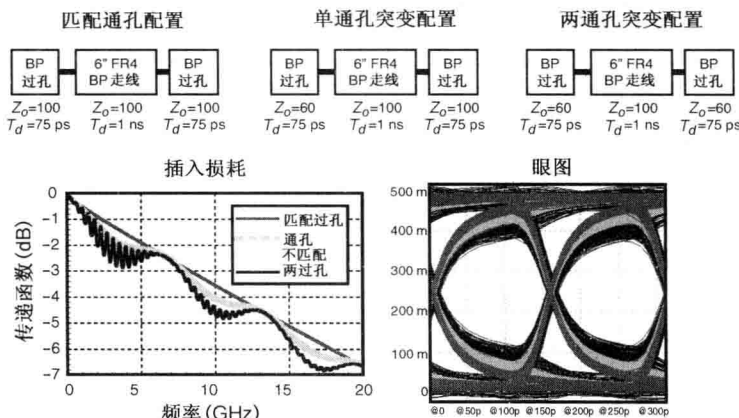 匹配通孔配置
BP 过孔
6" FR4 BP 走线
BP 过孔
Zo=100 Td=75 ps
Zo=100 Td=1 ns
Zo=100 Td=75 ps
单通孔突变配置
BP 过孔
6" FR4 BP 走线
BP 过孔
Zo=60 Td=75 ps
Zo=100 Td=1 ns
Zo=100 Td=75 ps
两通孔突变配置
BP 过孔
6" FR4 BP 走线
BP 过孔
Zo=60 Td=75 ps
Zo=100 Td=1 ns
Zo=60 Td=75 ps
插入损耗
传递函数 (dB)
0
-1
-2
-3
-4
-5
-6
-7
匹配过孔
通孔
不匹配
两过孔
0 5 10 15 20
频率 (GHz)
眼图
500 m
400 m
300 m
200 m
100 m
0
@0 @50p @100p @150p @200p @250p @300p